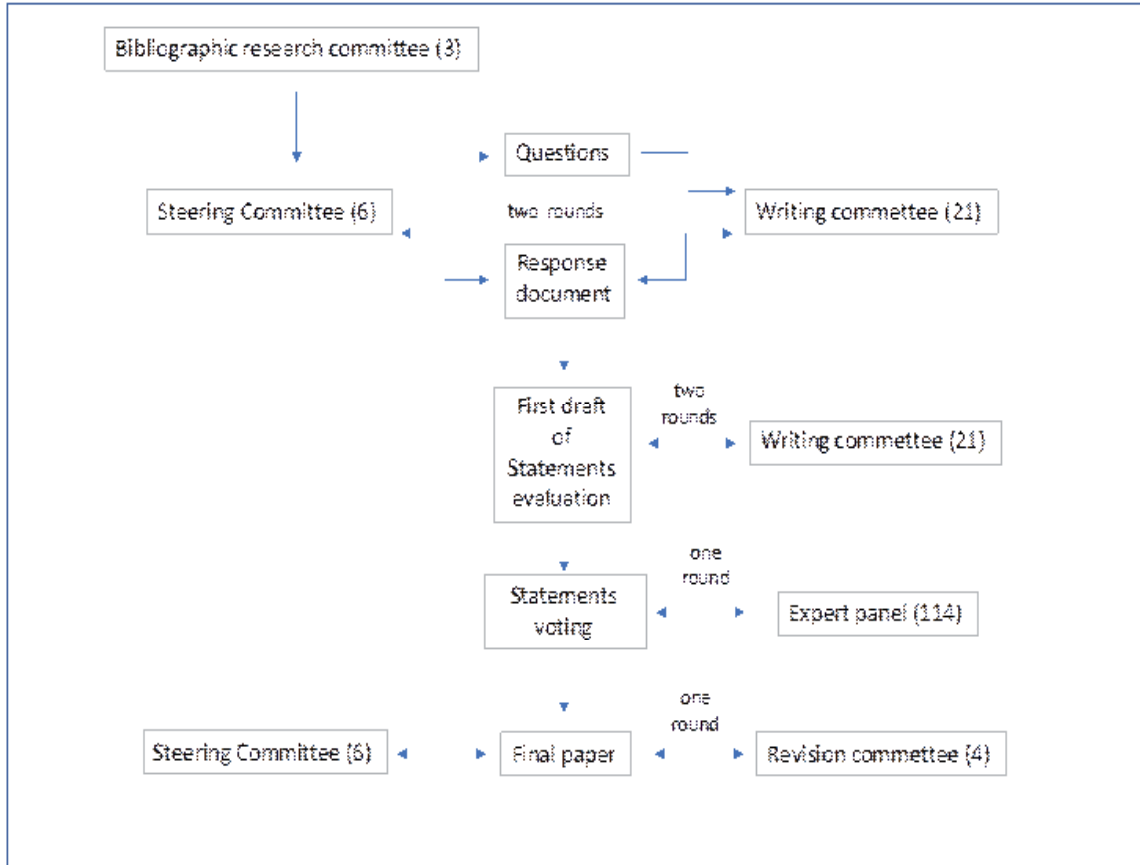 Bibliographic research committee (3)
Questions
Steering Committee (6)
two rounds
Writing commettee (21)
Response
document
First draft
of
Statements
evaluation
two
rounds
Writing commettee (21)
Statements
voting
one
round
Expert panel (114)
Steering Committee (6)
Final paper
one
round
Revision commettee (4)